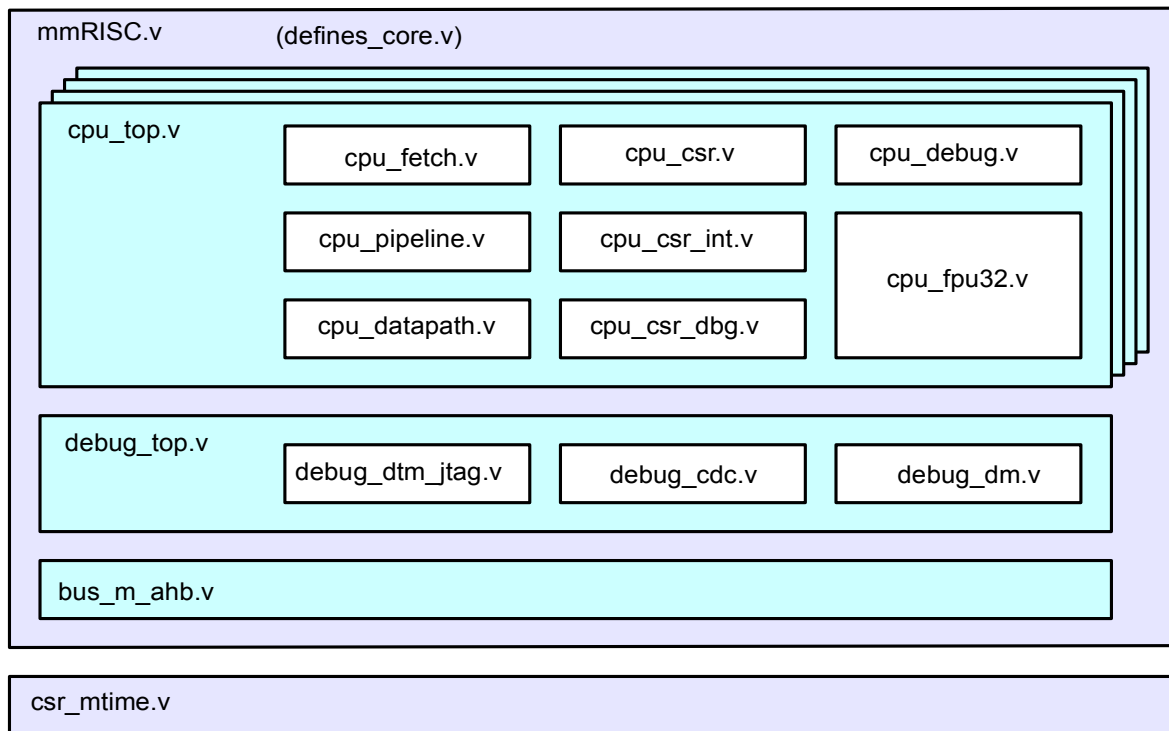 mmRISC.v
(defines_core.v)
cpu_top.v
cpu_fetch.v
cpu_csr.v
cpu_debug.v
cpu_pipeline.v
cpu_csr_int.v
cpu_fpu32.v
cpu_datapath.v
cpu_csr_dbg.v
debug_top.v
debug_dtm_jtag.v
debug_cdc.v
debug_dm.v
bus_m_ahb.v
csr_mtime.v